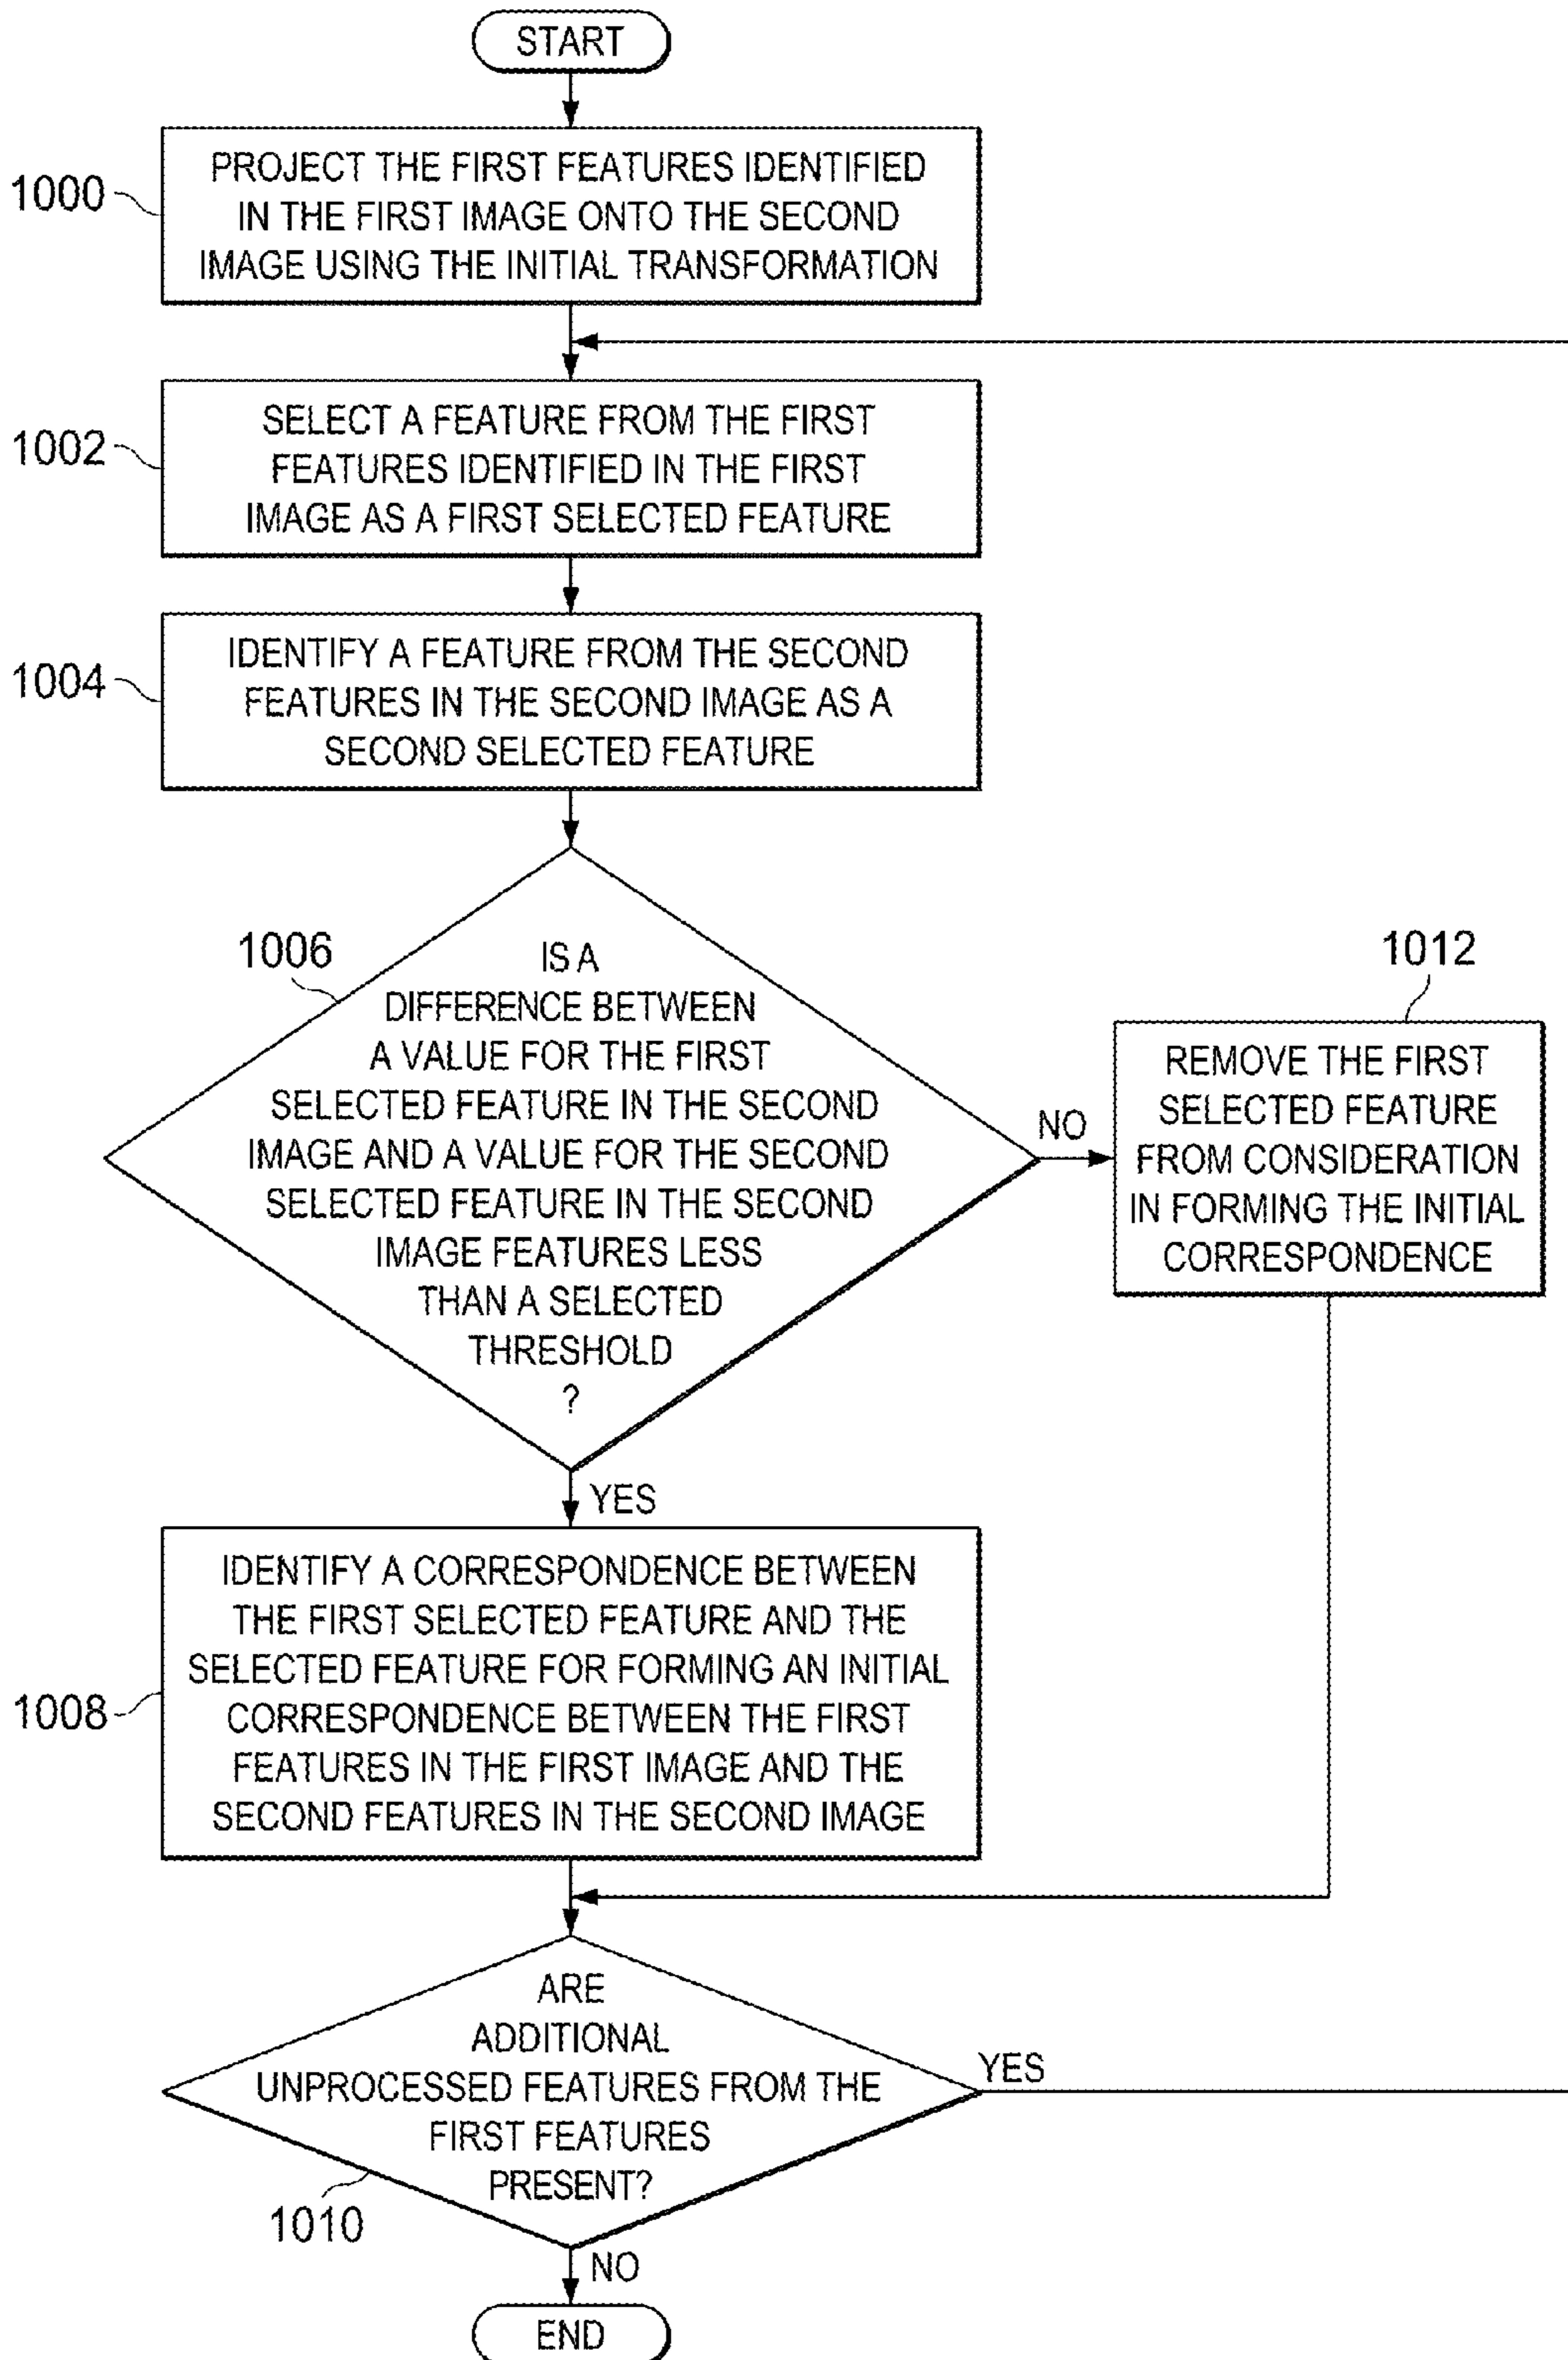 START
1000
PROJECT THE FIRST FEATURES IDENTIFIED
IN THE FIRST IMAGE ONTO THE SECOND
IMAGE USING THE INITIAL TRANSFORMATION
1002
SELECT A FEATURE FROM THE FIRST
FEATURES IDENTIFIED IN THE FIRST
IMAGE AS A FIRST SELECTED FEATURE
1004
IDENTIFY A FEATURE FROM THE SECOND
FEATURES IN THE SECOND IMAGE AS A
SECOND SELECTED FEATURE
1006
IS A
DIFFERENCE BETWEEN
A VALUE FOR THE FIRST
SELECTED FEATURE IN THE SECOND
IMAGE AND A VALUE FOR THE SECOND
SELECTED FEATURE IN THE SECOND
IMAGE FEATURES LESS
THAN A SELECTED
THRESHOLD
?
NO
1012
REMOVE THE FIRST
SELECTED FEATURE
FROM CONSIDERATION
IN FORMING THE INITIAL
CORRESPONDENCE
YES
1008
IDENTIFY A CORRESPONDENCE BETWEEN
THE FIRST SELECTED FEATURE AND THE
SELECTED FEATURE FOR FORMING AN INITIAL
CORRESPONDENCE BETWEEN THE FIRST
FEATURES IN THE FIRST IMAGE AND THE
SECOND FEATURES IN THE SECOND IMAGE
ARE
ADDITIONAL
UNPROCESSED FEATURES FROM THE
FIRST FEATURES
PRESENT?
YES
1010
NO
END